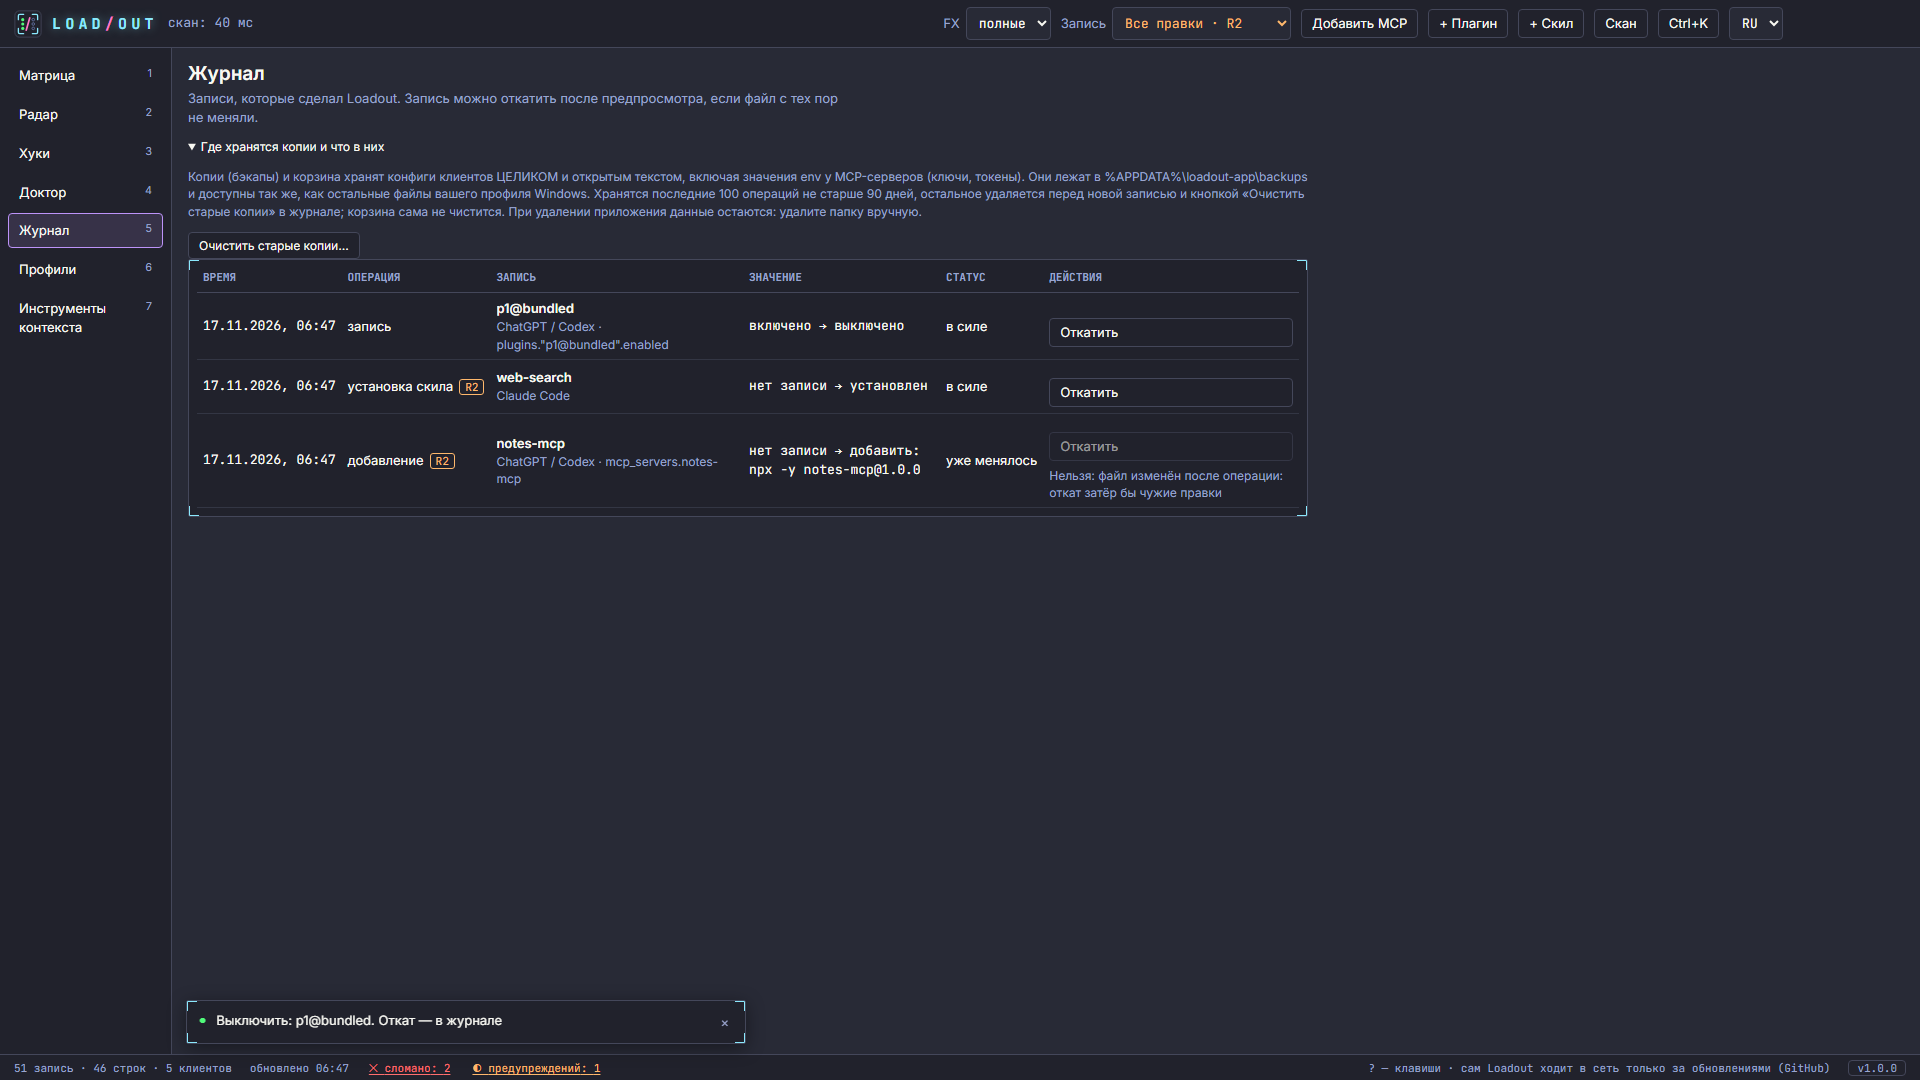 LOAD/OUT скан: 40 мс FX полные Запись Все правки · R2 Добавить MCP + Плагин + Скил Скан Ctrl+K RU
Матрица 1
Радар 2
Хуки 3
Доктор 4
Журнал 5
Профили 6
Инструменты контекста 7
Журнал
Записи, которые сделал Loadout. Запись можно откатить после предпросмотра, если файл с тех пор
не меняли.
▼ Где хранятся копии и что в них
Копии (бэкапы) и корзина хранят конфиги клиентов ЦЕЛИКОМ и открытым текстом, включая значения env у MCP-серверов (ключи, токены). Они лежат в %APPDATA%\loadout-app\backups
и доступны так же, как остальные файлы вашего профиля Windows. Хранятся последние 100 операций не старше 90 дней, остальное удаляется перед новой записью и кнопкой «Очистить
старые копии» в журнале; корзина сама не чистится. При удалении приложения данные остаются: удалите папку вручную.
Очистить старые копии...
ВРЕМЯ ОПЕРАЦИЯ ЗАПИСЬ ЗНАЧЕНИЕ СТАТУС ДЕЙСТВИЯ
17.11.2026, 06:47 запись p1@bundled
ChatGPT / Codex ·
plugins."p1@bundled".enabled
включено → выключено в силе Откатить
17.11.2026, 06:47 установка скила R2 web-search
Claude Code
нет записи → установлен в силе Откатить
17.11.2026, 06:47 добавление R2 notes-mcp
ChatGPT / Codex · mcp_servers.notes-
mcp
нет записи → добавить:
npx -y notes-mcp@1.0.0
уже менялось Откатить
Нельзя: файл изменён после операции:
откат затёр бы чужие правки
Выключить: p1@bundled. Откат — в журнале ×
51 запись · 46 строк · 5 клиентов обновлено 06:47 сломано: 2 предупреждений: 1 ? — клавиши · сам Loadout ходит в сеть только за обновлениями (GitHub) v1.0.0